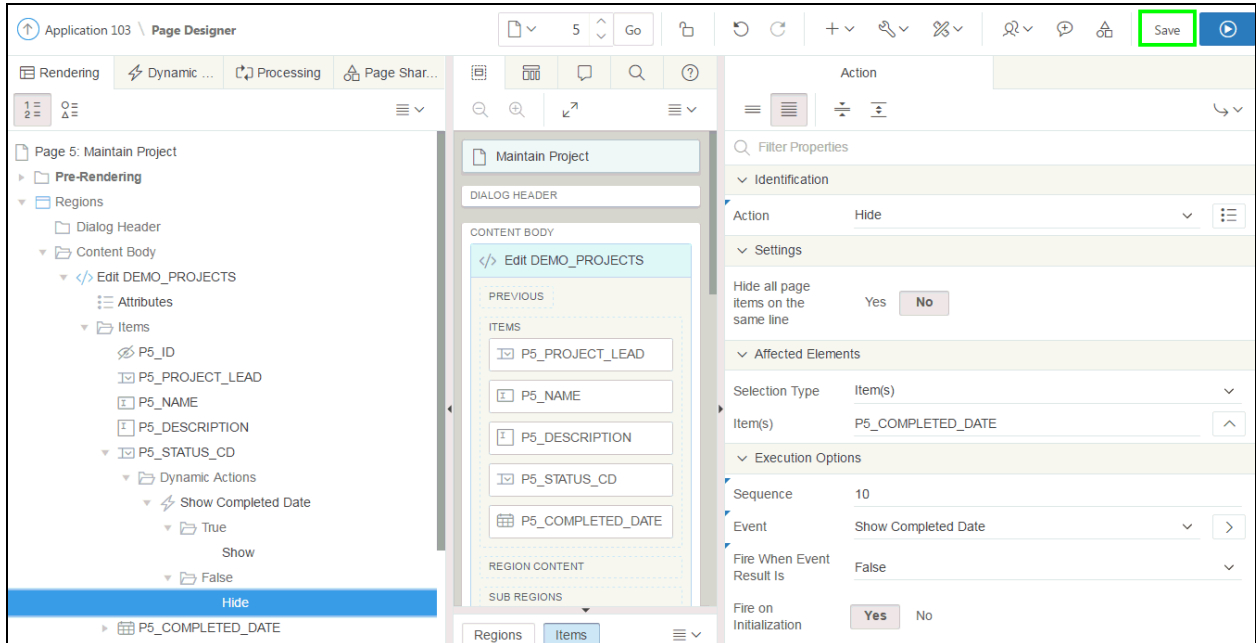 Application 103 \ Page Designer
5 Go
Save
Rendering
Dynamic ...
Processing
Page Shar...
Page 5: Maintain Project
Pre-Rendering
Regions
Dialog Header
Content Body
Edit DEMO_PROJECTS
Attributes
Items
P5_ID
P5_PROJECT_LEAD
P5_NAME
P5_DESCRIPTION
P5_STATUS_CD
Dynamic Actions
Show Completed Date
True
Show
False
Hide
P5_COMPLETED_DATE
Maintain Project
DIALOG HEADER
CONTENT BODY
Edit DEMO_PROJECTS
PREVIOUS
ITEMS
P5_PROJECT_LEAD
P5_NAME
P5_DESCRIPTION
P5_STATUS_CD
P5_COMPLETED_DATE
REGION CONTENT
SUB REGIONS
Regions Items
Action
Filter Properties
Identification
Action Hide
Settings
Hide all page
items on the Yes No
same line
Affected Elements
Selection Type Item(s)
Item(s) P5_COMPLETED_DATE
Execution Options
Sequence 10
Event Show Completed Date
Fire When Event
Result Is False
Fire on
Initialization Yes No